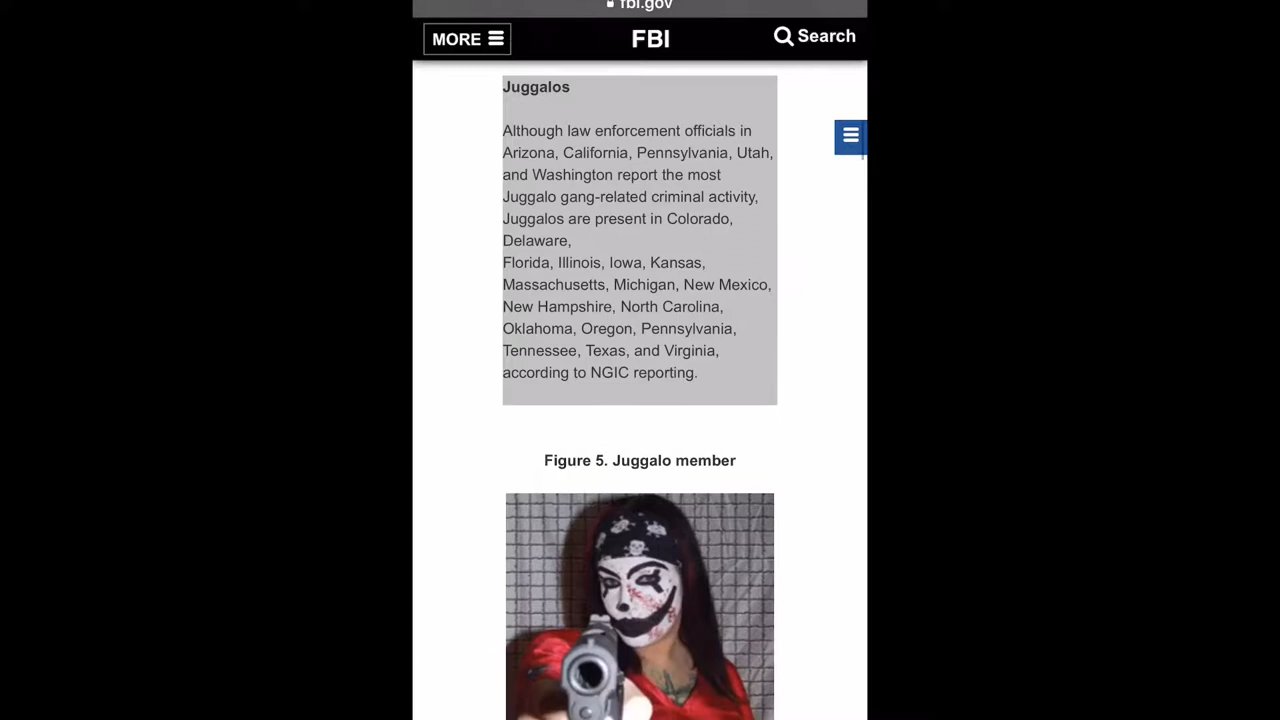 fbi.gov
MORE
FBI
Search
Juggalos
Although law enforcement officials in
Arizona, California, Pennsylvania, Utah,
and Washington report the most
Juggalo gang-related criminal activity,
Juggalos are present in Colorado,
Delaware,
Florida, Illinois, Iowa, Kansas,
Massachusetts, Michigan, New Mexico,
New Hampshire, North Carolina,
Oklahoma, Oregon, Pennsylvania,
Tennessee, Texas, and Virginia,
according to NGIC reporting.
Figure 5. Juggalo member